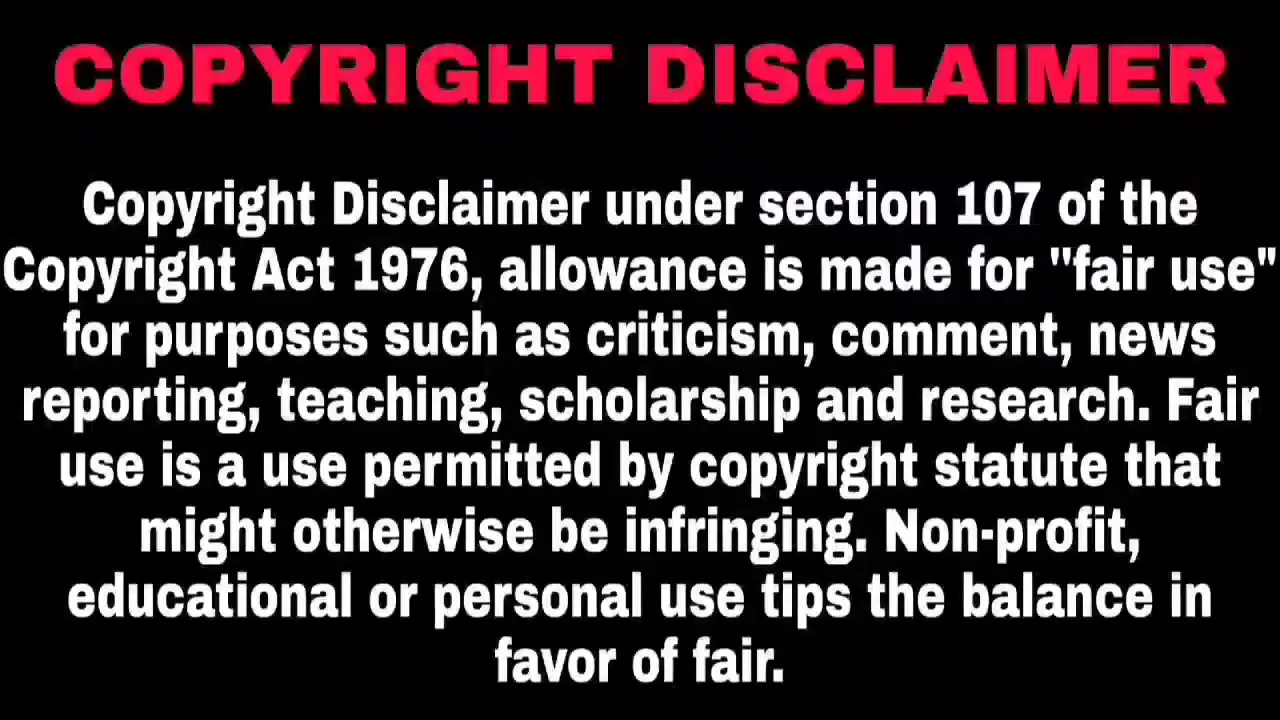 COPYRIGHT DISCLAIMER
Copyright Disclaimer under section 107 of the
Copyright Act 1976, allowance is made for "fair use"
for purposes such as criticism, comment, news
reporting, teaching, scholarship and research. Fair
use is a use permitted by copyright statute that
might otherwise be infringing. Non-profit,
educational or personal use tips the balance in
favor of fair.